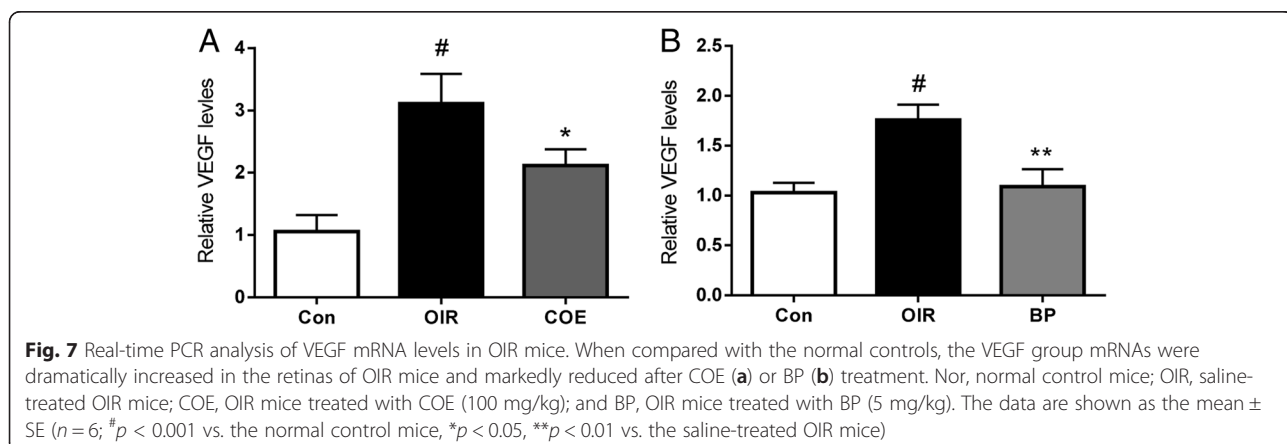 A
B
Relative VEGF levles
4
3
2
1
0
#
*
Con
OIR
COE
Relative VEGF levels
2.5
2.0
1.5
1.0
0.5
0.0
#
**
Con
OIR
BP
Fig. 7 Real-time PCR analysis of VEGF mRNA levels in OIR mice. When compared with the normal controls, the VEGF group mRNAs were
dramatically increased in the retinas of OIR mice and markedly reduced after COE (a) or BP (b) treatment. Nor, normal control mice; OIR, saline-
treated OIR mice; COE, OIR mice treated with COE (100 mg/kg); and BP, OIR mice treated with BP (5 mg/kg). The data are shown as the mean ±
SE (n = 6; #p < 0.001 vs. the normal control mice, *p < 0.05, **p < 0.01 vs. the saline-treated OIR mice)